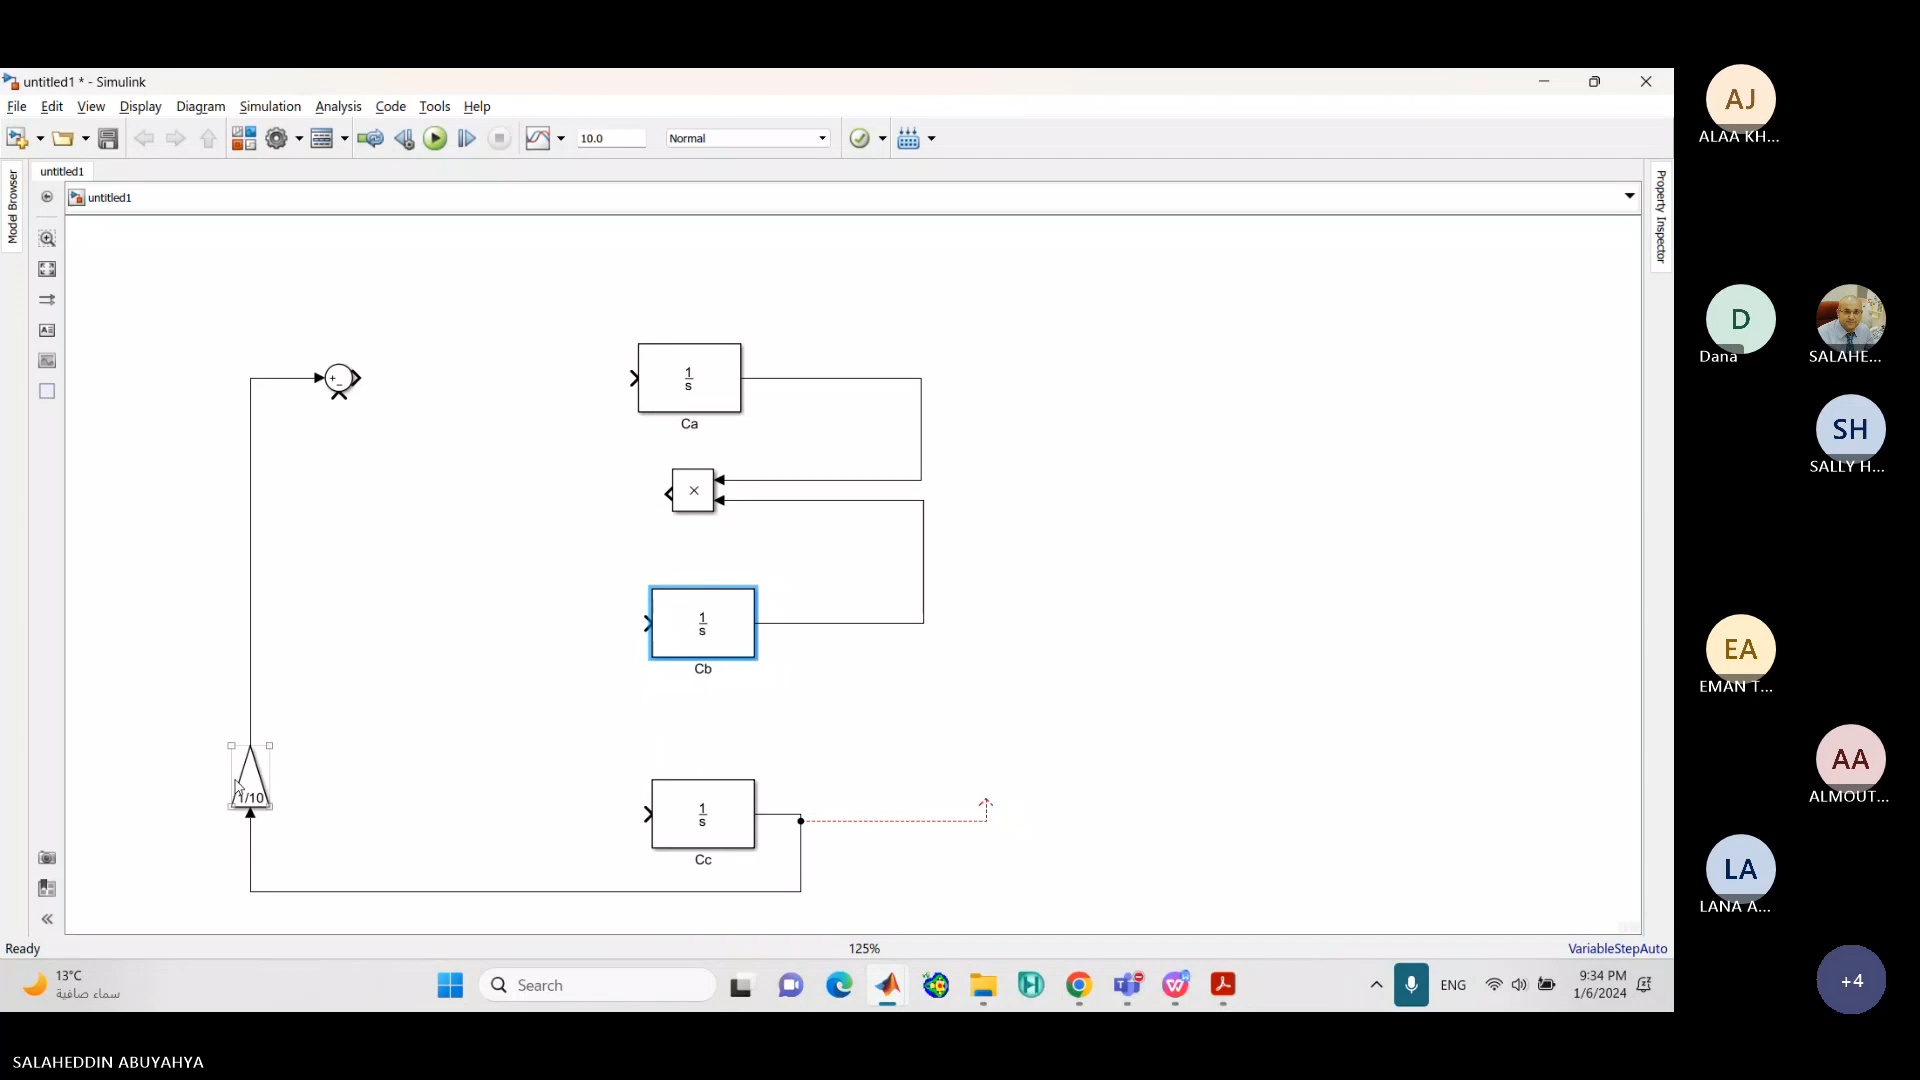 untitled1 * - Simulink
File Edit View Display Diagram Simulation Analysis Code Tools Help
10.0 Normal
Model Browser
untitled1
untitled1
Property Inspector
+ -
1
s
Ca
×
1
s
Cb
1/10
1
s
Cc
Ready 125% VariableStepAuto
13°C
سماء صافية
Search
ENG
9:34 PM
1/6/2024
AJ
ALAA KH...
D
Dana
SALAHE...
SH
SALLY H...
EA
EMAN T...
AA
ALMOUT...
LA
LANA A...
+4
SALAHEDDIN ABUYAHYA